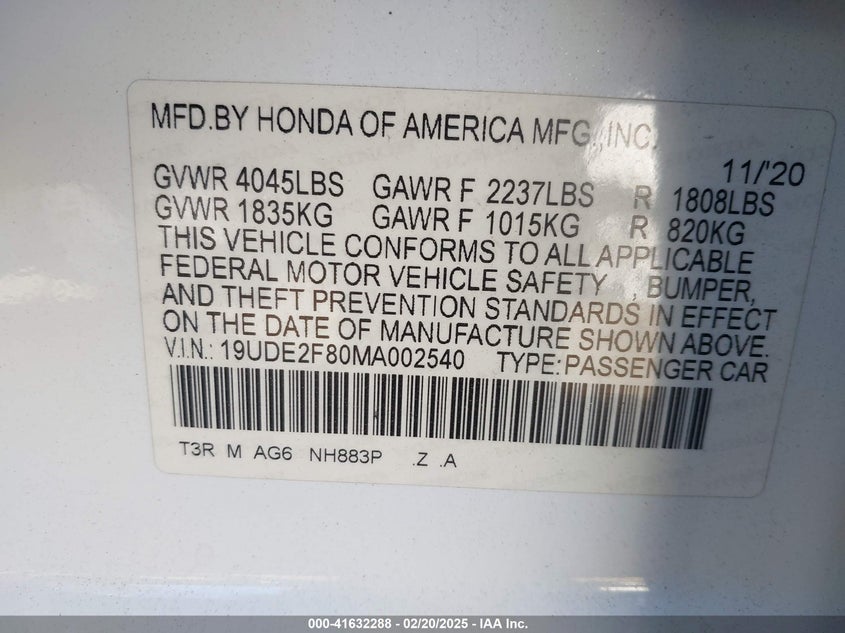 MFD.BY HONDA OF AMERICA MFG.,INC.
11/'20
GVWR 4045LBS GAWR F 2237LBS R 1808LBS
GVWR 1835KG GAWR F 1015KG R 820KG
THIS VEHICLE CONFORMS TO ALL APPLICABLE
FEDERAL MOTOR VEHICLE SAFETY , BUMPER,
AND THEFT PREVENTION STANDARDS IN EFFECT
ON THE DATE OF MANUFACTURE SHOWN ABOVE.
V.I.N.: 19UDE2F80MA002540 TYPE:PASSENGER CAR
T3R M AG6 NH883P .Z .A
000-41632288 - 02/20/2025 - IAA Inc.